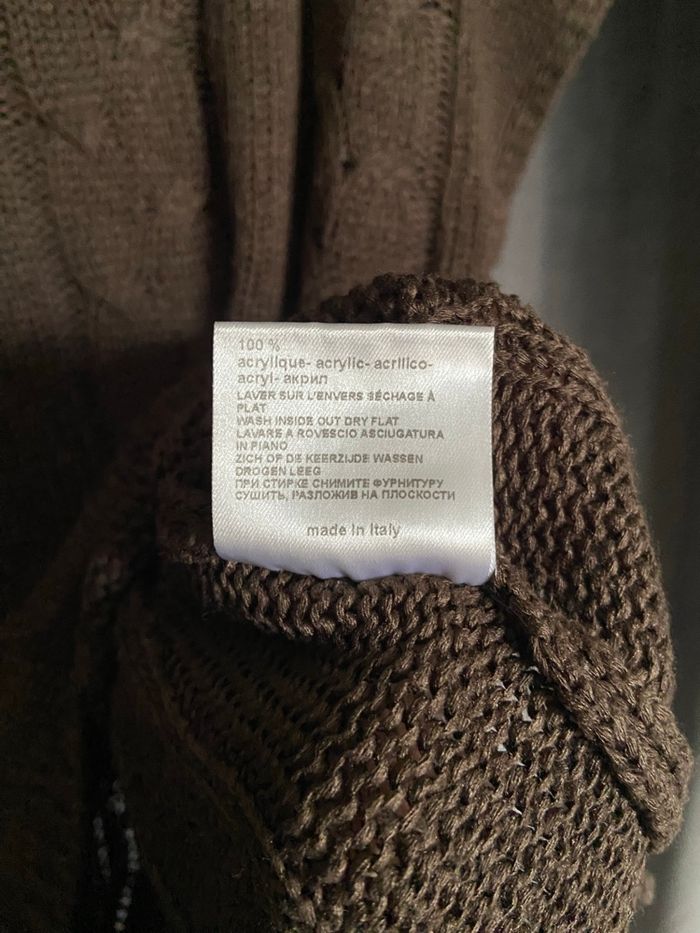 100 %
acrylique- acrylic- acrilico-
acryl- акрил
LAVER SUR L'ENVERS SÉCHAGE À
PLAT
WASH INSIDE OUT DRY FLAT
LAVARE A ROVESCIO ASCIUGATURA
IN PIANO
ZICH OP DE KEERZIJDE WASSEN
DROGEN LEEG
ПРИ СТИРКЕ СНИМИТЕ ФУРНИТУРУ
СУШИТЬ, РАЗЛОЖИВ НА ПЛОСКОСТИ
made in Italy